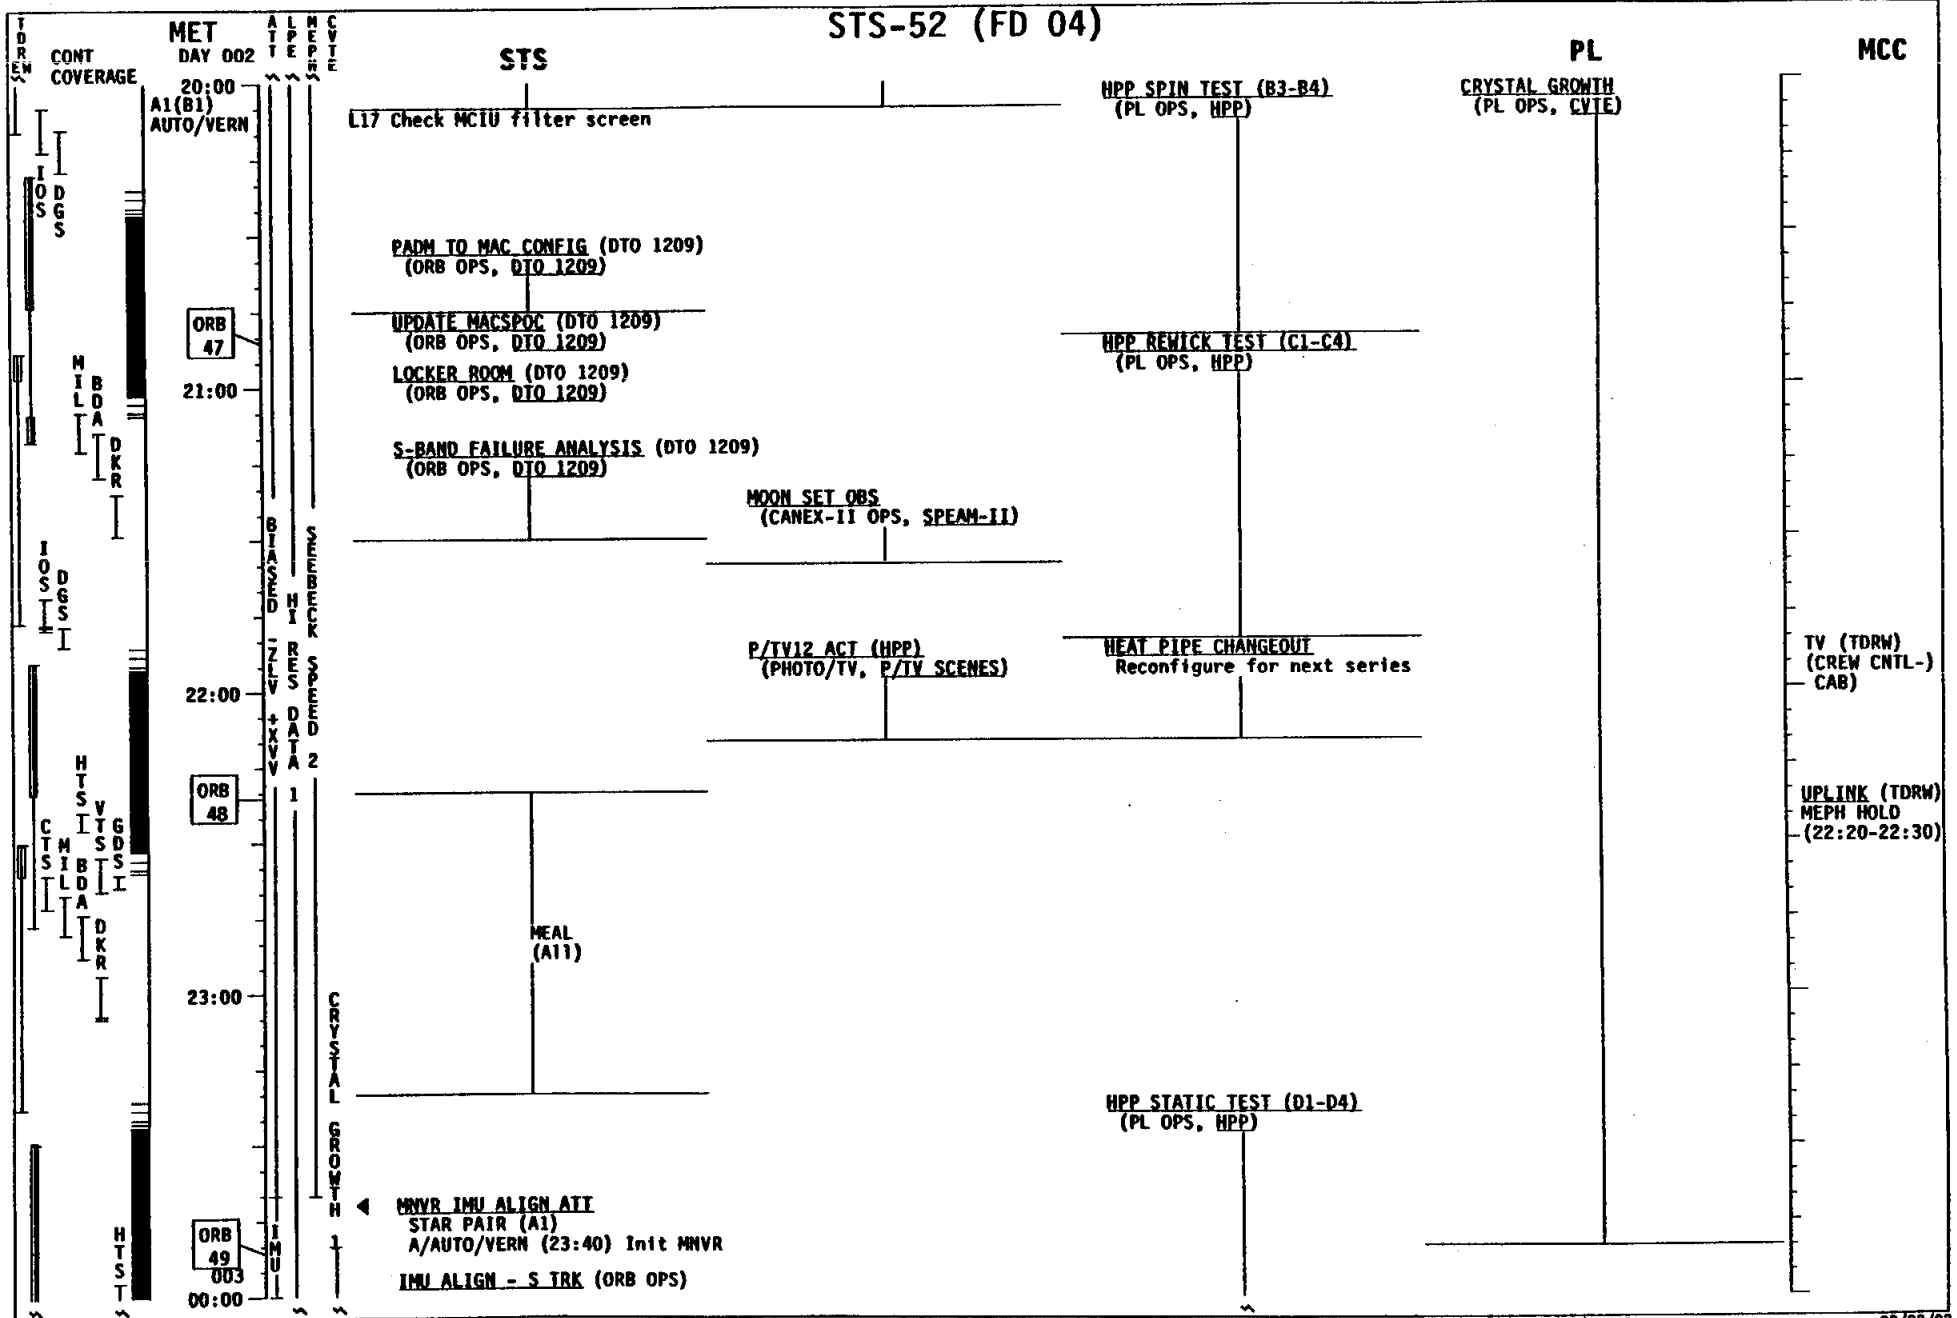 STS-52 (FD 04)
TDRE
TDRW
CONT
COVERAGE
MET
DAY 002
ATT
LPE
MEPH
CVTE
STS
PL
MCC
20:00
A1(B1)
AUTO/VERN
L17 Check MCIU filter screen
HPP SPIN TEST (B3-B4)
(PL OPS, HPP)
CRYSTAL GROWTH
(PL OPS, CVTE)
IOS
DGS
PADM TO MAC CONFIG (DTO 1209)
(ORB OPS, DTO 1209)
ORB
47
UPDATE MACSPOC (DTO 1209)
(ORB OPS, DTO 1209)
HPP REWICK TEST (C1-C4)
(PL OPS, HPP)
MIL
BDA
DKR
21:00
LOCKER ROOM (DTO 1209)
(ORB OPS, DTO 1209)
S-BAND FAILURE ANALYSIS (DTO 1209)
(ORB OPS, DTO 1209)
MOON SET OBS
(CANEX-II OPS, SPEAM-II)
IOS
DGS
BIASED -ZLV +XVV
HI RES DATA 1
SEEBECK SPEED 2
P/TV12 ACT (HPP)
(PHOTO/TV, P/TV SCENES)
HEAT PIPE CHANGEOUT
Reconfigure for next series
TV (TDRW)
(CREW CNTL-)
CAB)
22:00
HTS
VTS
GDS
CTS
MIL
BDA
DKR
ORB
48
UPLINK (TDRW)
MEPH HOLD
(22:20-22:30)
MEAL
(All)
23:00
CRYSTAL GROWTH 1
HPP STATIC TEST (D1-D4)
(PL OPS, HPP)
MNVR IMU ALIGN ATT
STAR PAIR (A1)
A/AUTO/VERN (23:40) Init MNVR
IMU ALIGN - S TRK (ORB OPS)
ORB
49
IMU
HTS
003
00:00